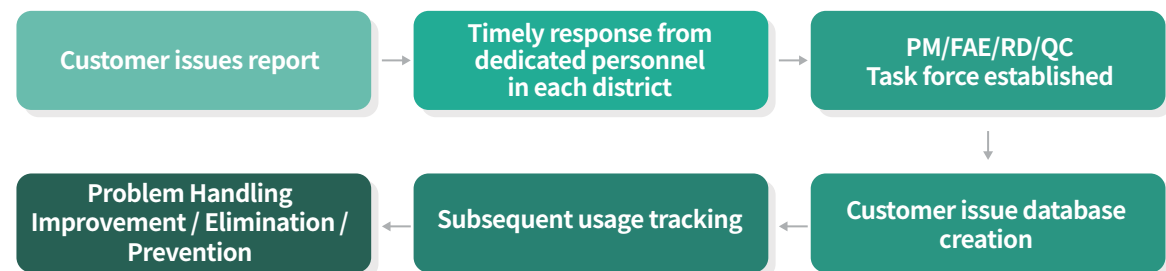 Customer issues report
Timely response from
dedicated personnel
in each district
PM/FAE/RD/QC
Task force established
Customer issue database
creation
Subsequent usage tracking
Problem Handling
Improvement / Elimination /
Prevention